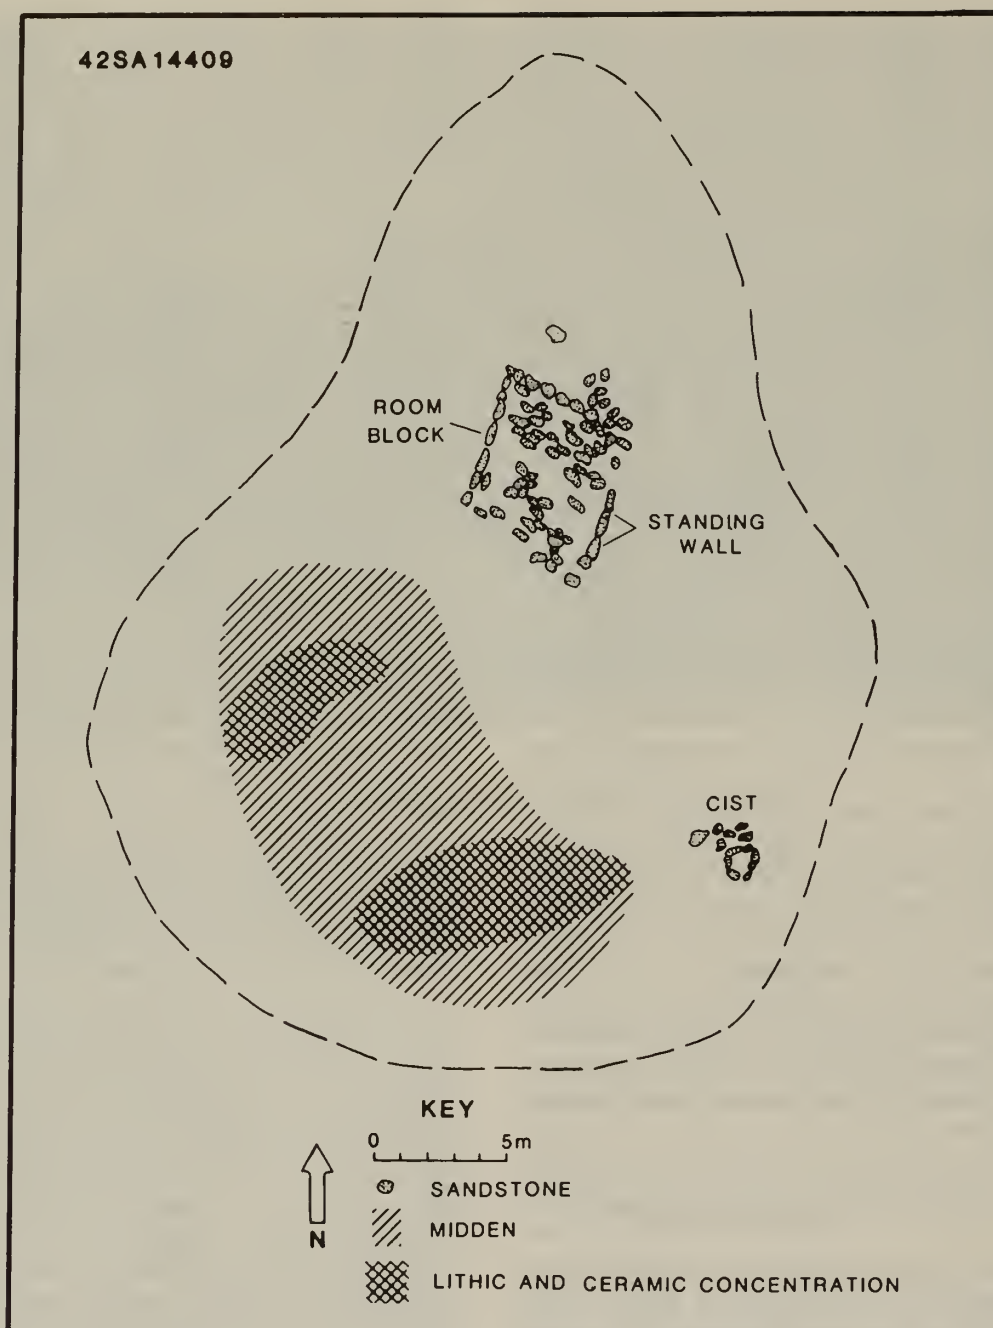 42SA14409
ROOM
BLOCK
STANDING
WALL
CIST
KEY
0 5m
SANDSTONE
N
MIDDEN
LITHIC AND CERAMIC CONCENTRATION